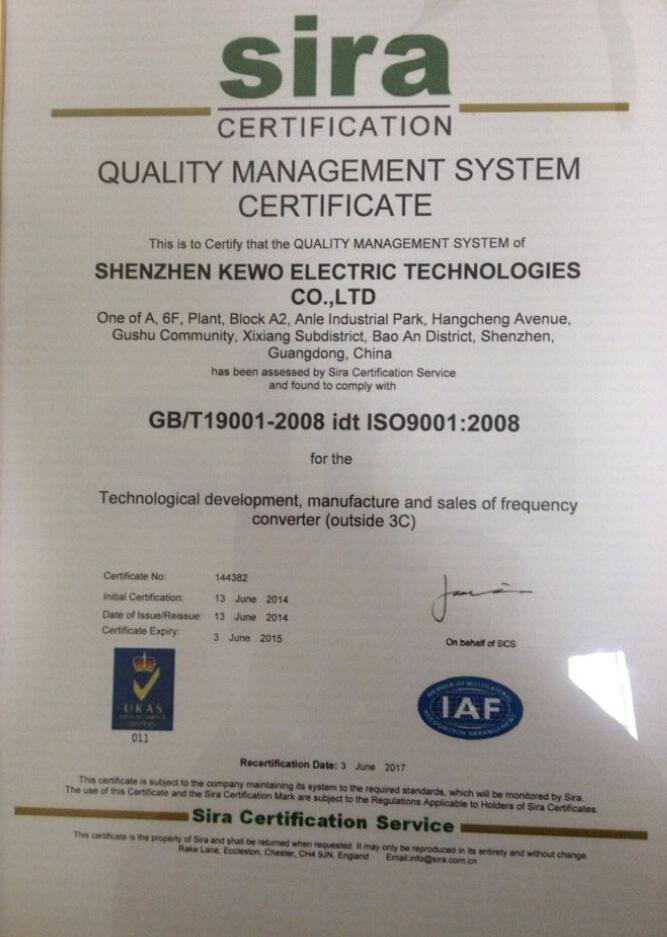 sira
CERTIFICATION
QUALITY MANAGEMENT SYSTEM
CERTIFICATE
This is to Certify that the QUALITY MANAGEMENT SYSTEM of
SHENZHEN KEWO ELECTRIC TECHNOLOGIES
CO.,LTD
One of A, 6F, Plant, Block A2, Anle Industrial Park, Hangcheng Avenue,
Gushu Community, Xixiang Subdistrict, Bao An District, Shenzhen,
Guangdong, China
has been assessed by Sira Certification Service
and found to comply with
GB/T19001-2008 idt ISO9001:2008
for the
Technological development, manufacture and sales of frequency
converter (outside 3C)
Certificate No: 144382
Initial Certification: 13 June 2014
Date of Issue/Reissue: 13 June 2014
Certificate Expiry: 3 June 2015
On behalf of SCS
UKAS
MANAGEMENT
SYSTEMS
011
MEMBER OF MULTILATERAL
IAF
RECOGNITION ARRANGEMENT
Recertification Date: 3 June 2017
This certificate is subject to the company maintaining its system to the required standards, which will be monitored by Sira.
The use of this Certificate and the Sira Certification Mark are subject to the Regulations Applicable to Holders of Sira Certificates.
Sira Certification Service
This certificate is the property of Sira and shall be returned when requested. It may only be reproduced in its entirety and without change.
Rake Lane, Eccleston, Chester, CH4 9JN, England Email:info@sira.com.cn